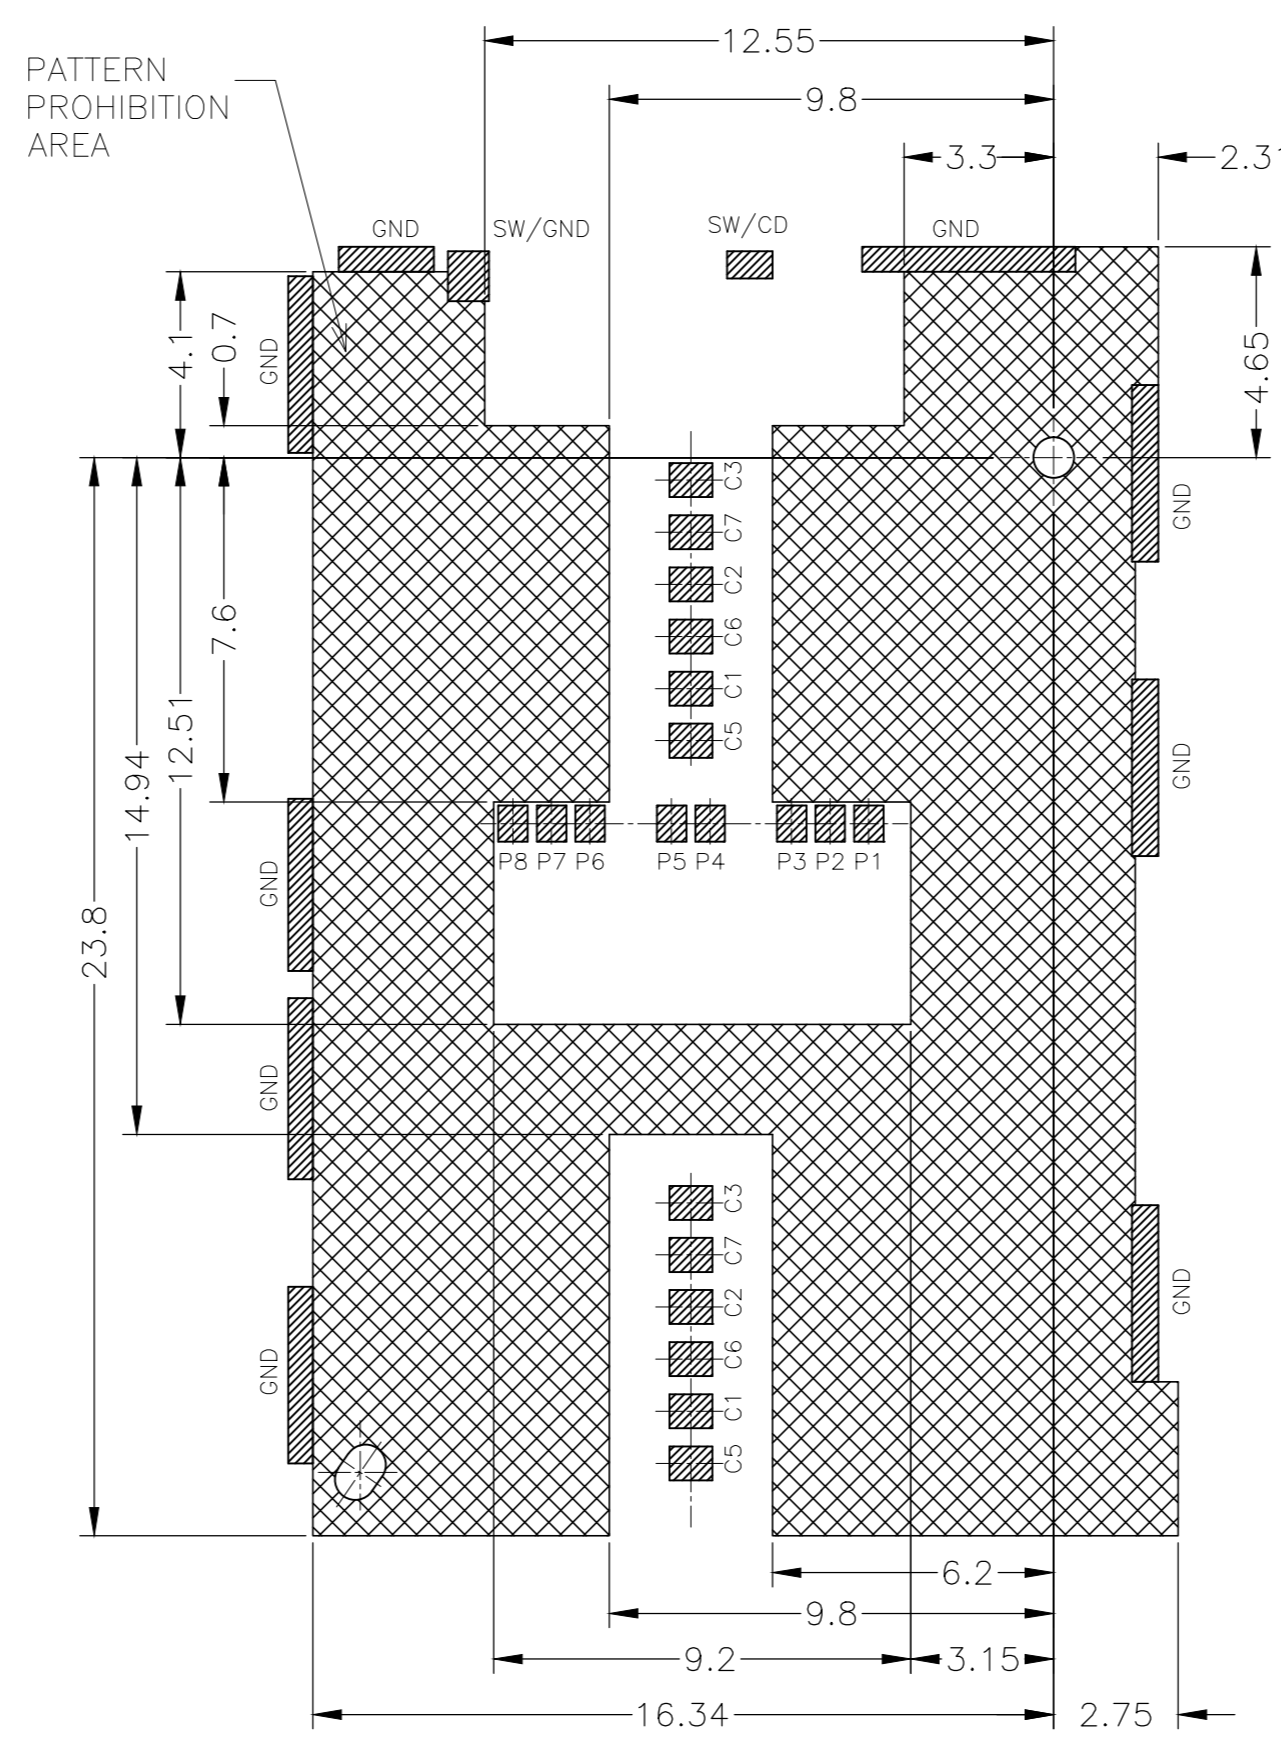 12.55
PATTERN
PROHIBITION
AREA
9.8
3.3
2.31
GND
SW/GND
SW/CD
GND
4.1
0.7
GND
4.65
C3
GND
C7
C2
7.6
C6
C1
12.51
C5
GND
14.94
P8 P7 P6 P5 P4 P3 P2 P1
GND
23.8
GND
C3
C7
C2
GND
C6
GND
C1
C5
6.2
9.8
9.2
3.15
16.34
2.75